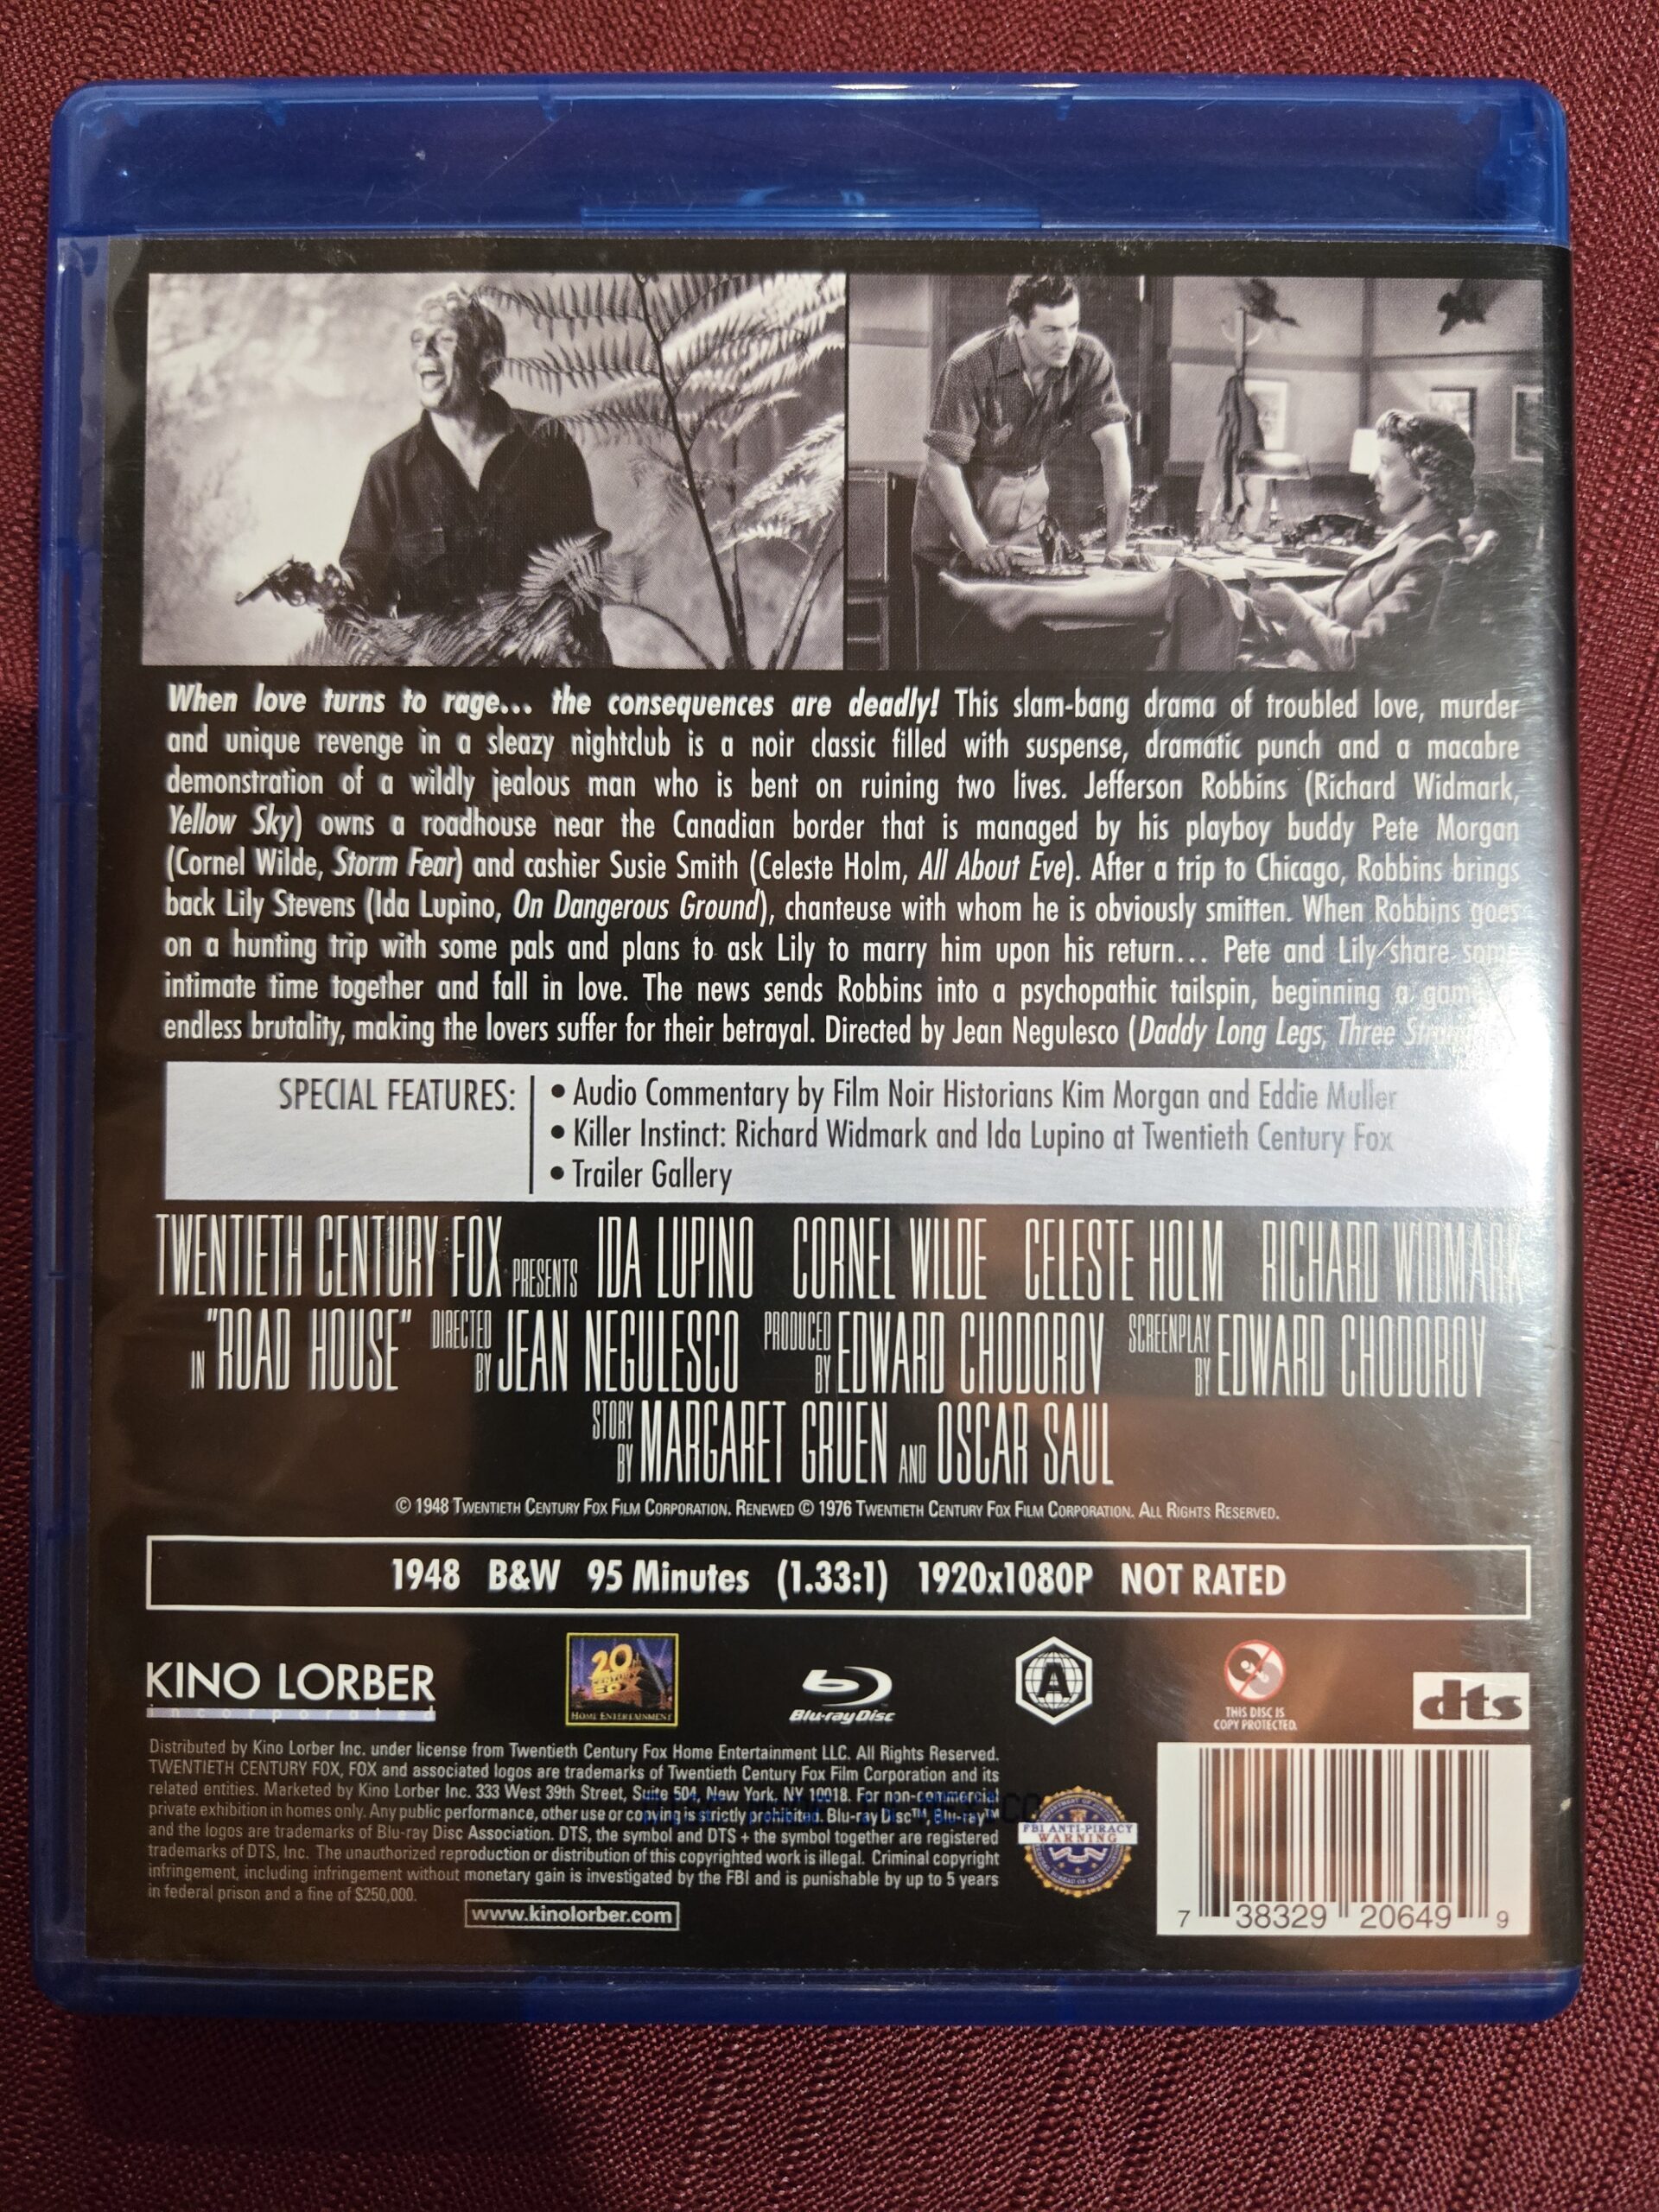 When love turns to rage... the consequences are deadly! This slam-bang drama of troubled love, murder
and unique revenge in a sleazy nightclub is a noir classic filled with suspense, dramatic punch and a macabre
demonstration of a wildly jealous man who is bent on ruining two lives. Jefferson Robbins (Richard Widmark,
Yellow Sky) owns a roadhouse near the Canadian border that is managed by his playboy buddy Pete Morgan
(Cornel Wilde, Storm Fear) and cashier Susie Smith (Celeste Holm, All About Eve). After a trip to Chicago, Robbins brings
back Lily Stevens (Ida Lupino, On Dangerous Ground), chanteuse with whom he is obviously smitten. When Robbins goes
on a hunting trip with some pals and plans to ask Lily to marry him upon his return... Pete and Lily share some
intimate time together and fall in love. The news sends Robbins into a psychopathic tailspin, beginning a game
endless brutality, making the lovers suffer for their betrayal. Directed by Jean Negulesco (Daddy Long Legs, Three
SPECIAL FEATURES:
• Audio Commentary by Film Noir Historians Kim Morgan and Eddie Muller
• Killer Instinct: Richard Widmark and Ida Lupino at Twentieth Century Fox
• Trailer Gallery
TWENTIETH CENTURY FOX PRESENTS IDA LUPINO CORNEL WILDE CELESTE HOLM RICHARD WIDMARK
IN "ROAD HOUSE" DIRECTED BY JEAN NEGULESCO PRODUCED BY EDWARD CHODOROV SCREENPLAY BY EDWARD CHODOROV
STORY BY MARGARET GRUEN AND OSCAR SAUL
© 1948 TWENTIETH CENTURY FOX FILM CORPORATION. RENEWED © 1976 TWENTIETH CENTURY FOX FILM CORPORATION. ALL RIGHTS RESERVED.
1948 B&W 95 Minutes (1.33:1) 1920x1080P NOT RATED
KINO LORBER
incorporated
20th CENTURY FOX
HOME ENTERTAINMENT
Blu-ray Disc
A
THIS DISC IS
COPY PROTECTED.
dts
Distributed by Kino Lorber Inc. under license from Twentieth Century Fox Home Entertainment LLC. All Rights Reserved.
TWENTIETH CENTURY FOX, FOX and associated logos are trademarks of Twentieth Century Fox Film Corporation and its
related entities. Marketed by Kino Lorber Inc. 333 West 39th Street, Suite 504, New York, NY 10018. For non-commercial
private exhibition in homes only. Any public performance, other use or copying is strictly prohibited. Blu-ray Disc™, Blu-ray™
and the logos are trademarks of Blu-ray Disc Association. DTS, the symbol and DTS + the symbol together are registered
trademarks of DTS, Inc. The unauthorized reproduction or distribution of this copyrighted work is illegal. Criminal copyright
infringement, including infringement without monetary gain is investigated by the FBI and is punishable by up to 5 years
in federal prison and a fine of $250,000.
www.kinolorber.com
FBI ANTI-PIRACY
WARNING
7 38329 20649 9